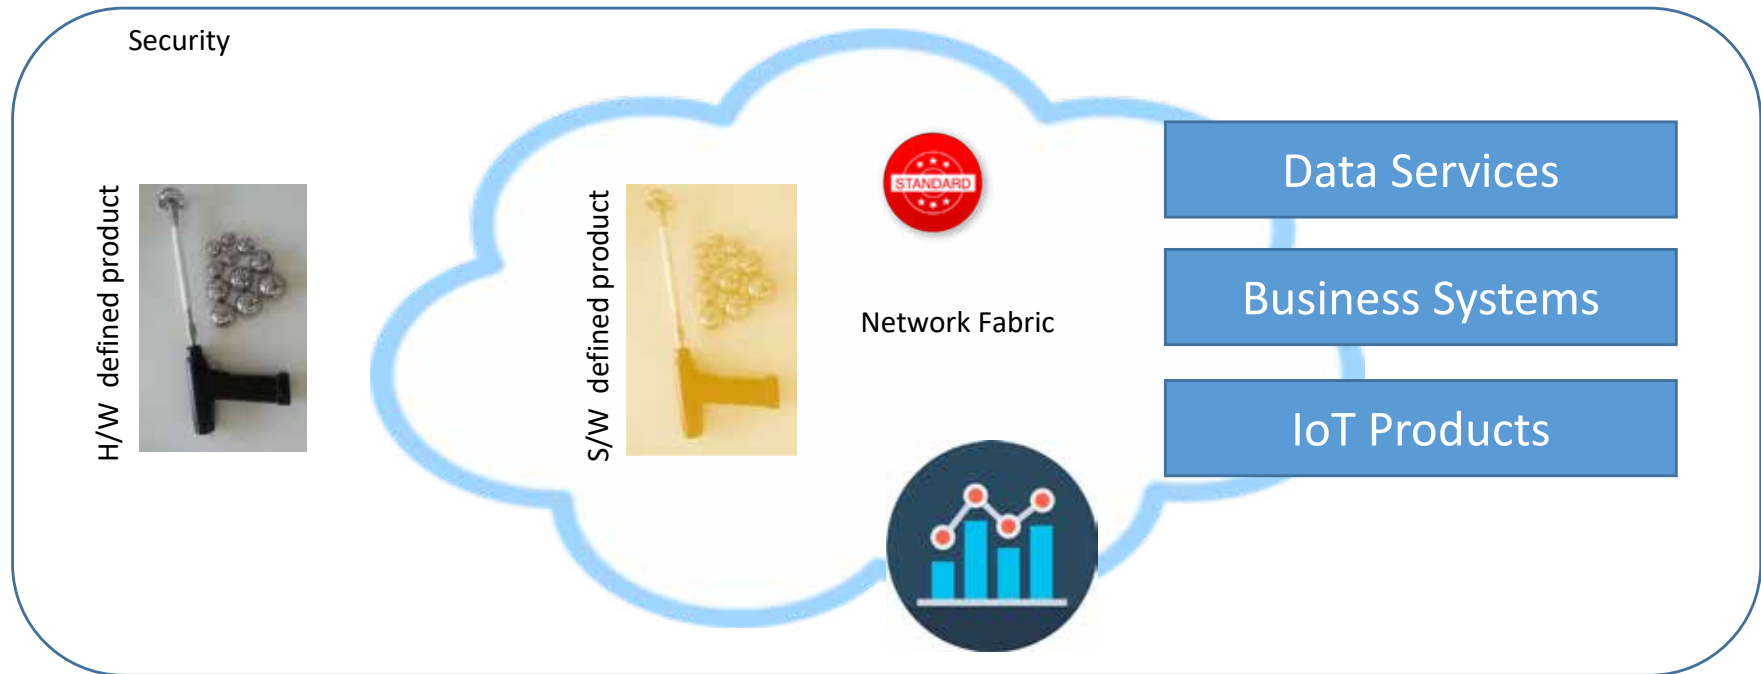 Security
H/W defined product
S/W defined product
STANDARD
Network Fabric
Data Services
Business Systems
IoT Products